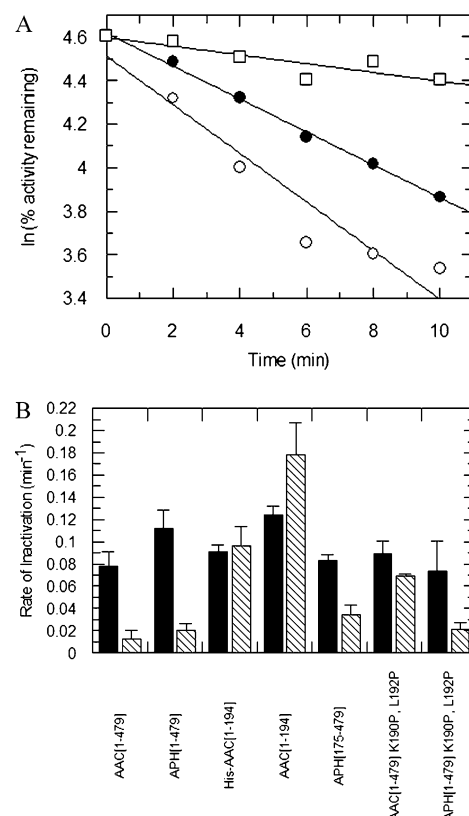 A
ln (% activity remaining)
4.6
4.4
4.2
4
3.8
3.6
3.4
0 2 4 6 8 10
Time (min)
B
Rate of Inactivation (min⁻¹)
0.22
0.2
0.18
0.16
0.14
0.12
0.1
0.08
0.06
0.04
0.02
0
AAC[1-479]
APH[1-479]
His-AAC[1-194]
AAC[1-194]
APH[175-479]
AAC[1-479] K190P, L192P
APH[1-479] K190P, L192P